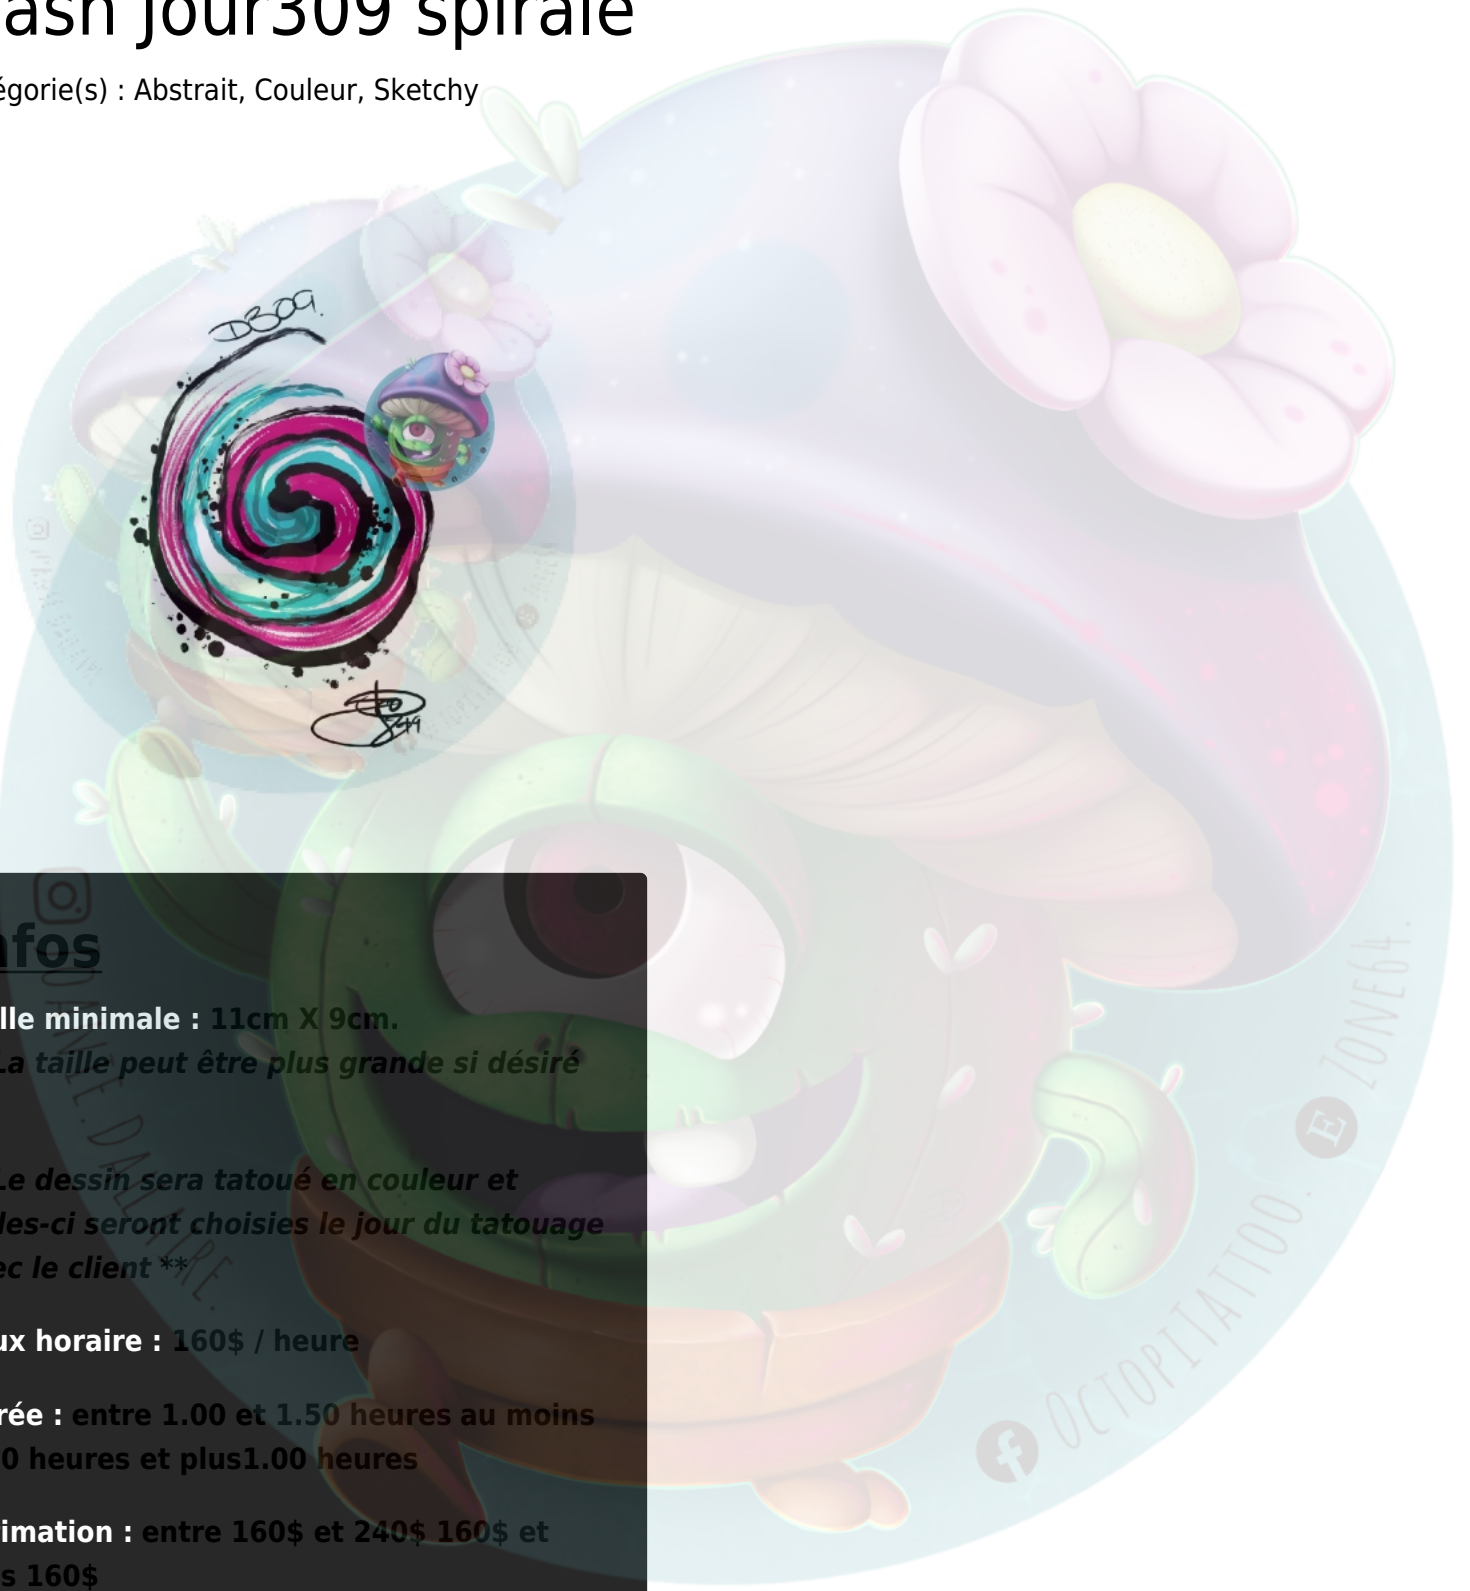 ash Jour309 spirale
égorie(s) : Abstrait, Couleur, Sketchy
D309.
nfos
lle minimale : 11cm X 9cm.
La taille peut être plus grande si désiré
Le dessin sera tatoué en couleur et
les-ci seront choisies le jour du tatouage
ec le client **
ux horaire : 160$ / heure
rée : entre 1.00 et 1.50 heures au moins
0 heures et plus1.00 heures
imation : entre 160$ et 240$ 160$ et
s 160$
DAVZE.DALLAIRE.
OCTOPITATTOO.
E ZONE64.